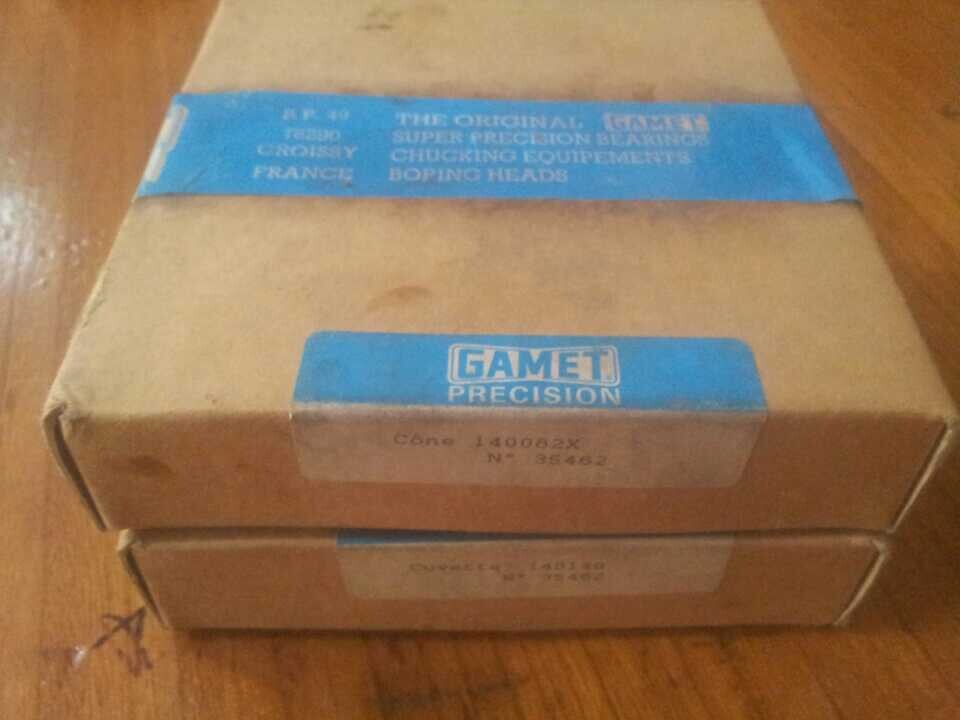 B.P. 49
78290
CROISSY
FRANCE
THE ORIGINAL GAMET
SUPER PRECISION BEARINGS
CHUCKING EQUIPEMENTS
BORING HEADS
GAMET
PRECISION
Cône 140082X
N° 35462
Cuvette 140140
N° 35462